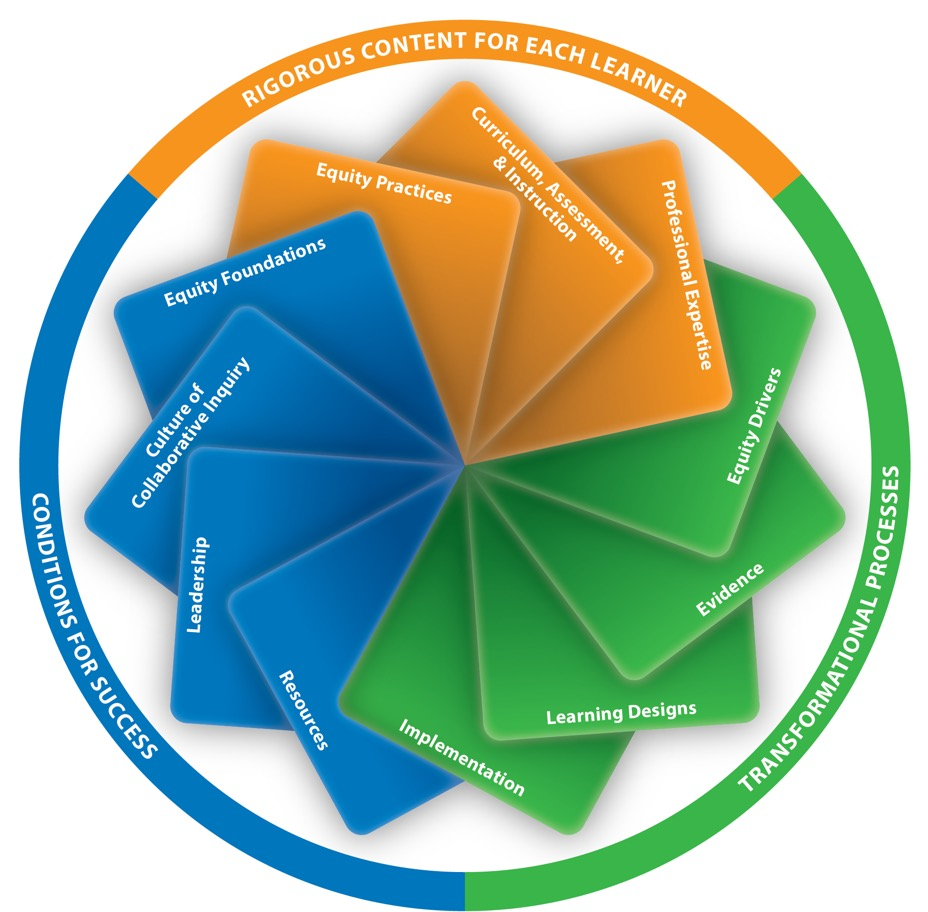 RIGOROUS CONTENT FOR EACH LEARNER
Equity Practices
Curriculum, Assessment,
& Instruction
Professional Expertise
TRANSFORMATIONAL PROCESSES
Equity Drivers
Evidence
Learning Designs
Implementation
CONDITIONS FOR SUCCESS
Equity Foundations
Culture of
Collaborative Inquiry
Leadership
Resources